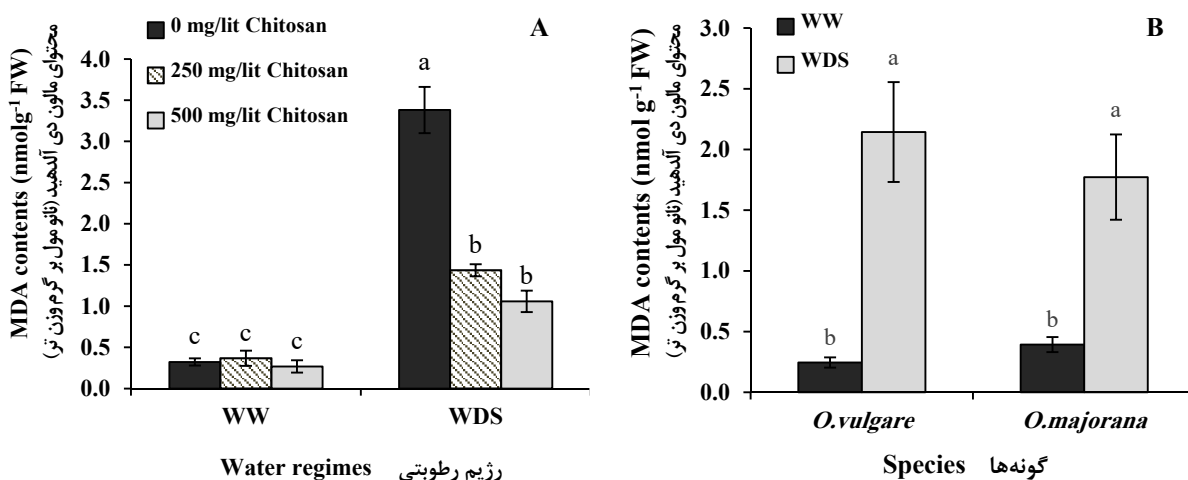 A
0 mg/lit Chitosan
250 mg/lit Chitosan
500 mg/lit Chitosan
MDA contents (nmolg-1 FW)
محتوای مالون دی آلدهید (نانو مول بر گرم وزن تر)
4.0
3.5
3.0
2.5
2.0
1.5
1.0
0.5
0.0
c
c
c
a
b
b
WW
WDS
Water regimes رژیم رطوبتی
B
WW
WDS
MDA contents (nmol g-1 FW)
محتوای مالون دی آلدهید (نانو مول بر گرم وزن تر)
3.0
2.5
2.0
1.5
1.0
0.5
0.0
b
a
b
a
O.vulgare
O.majorana
Species گونه‌ها